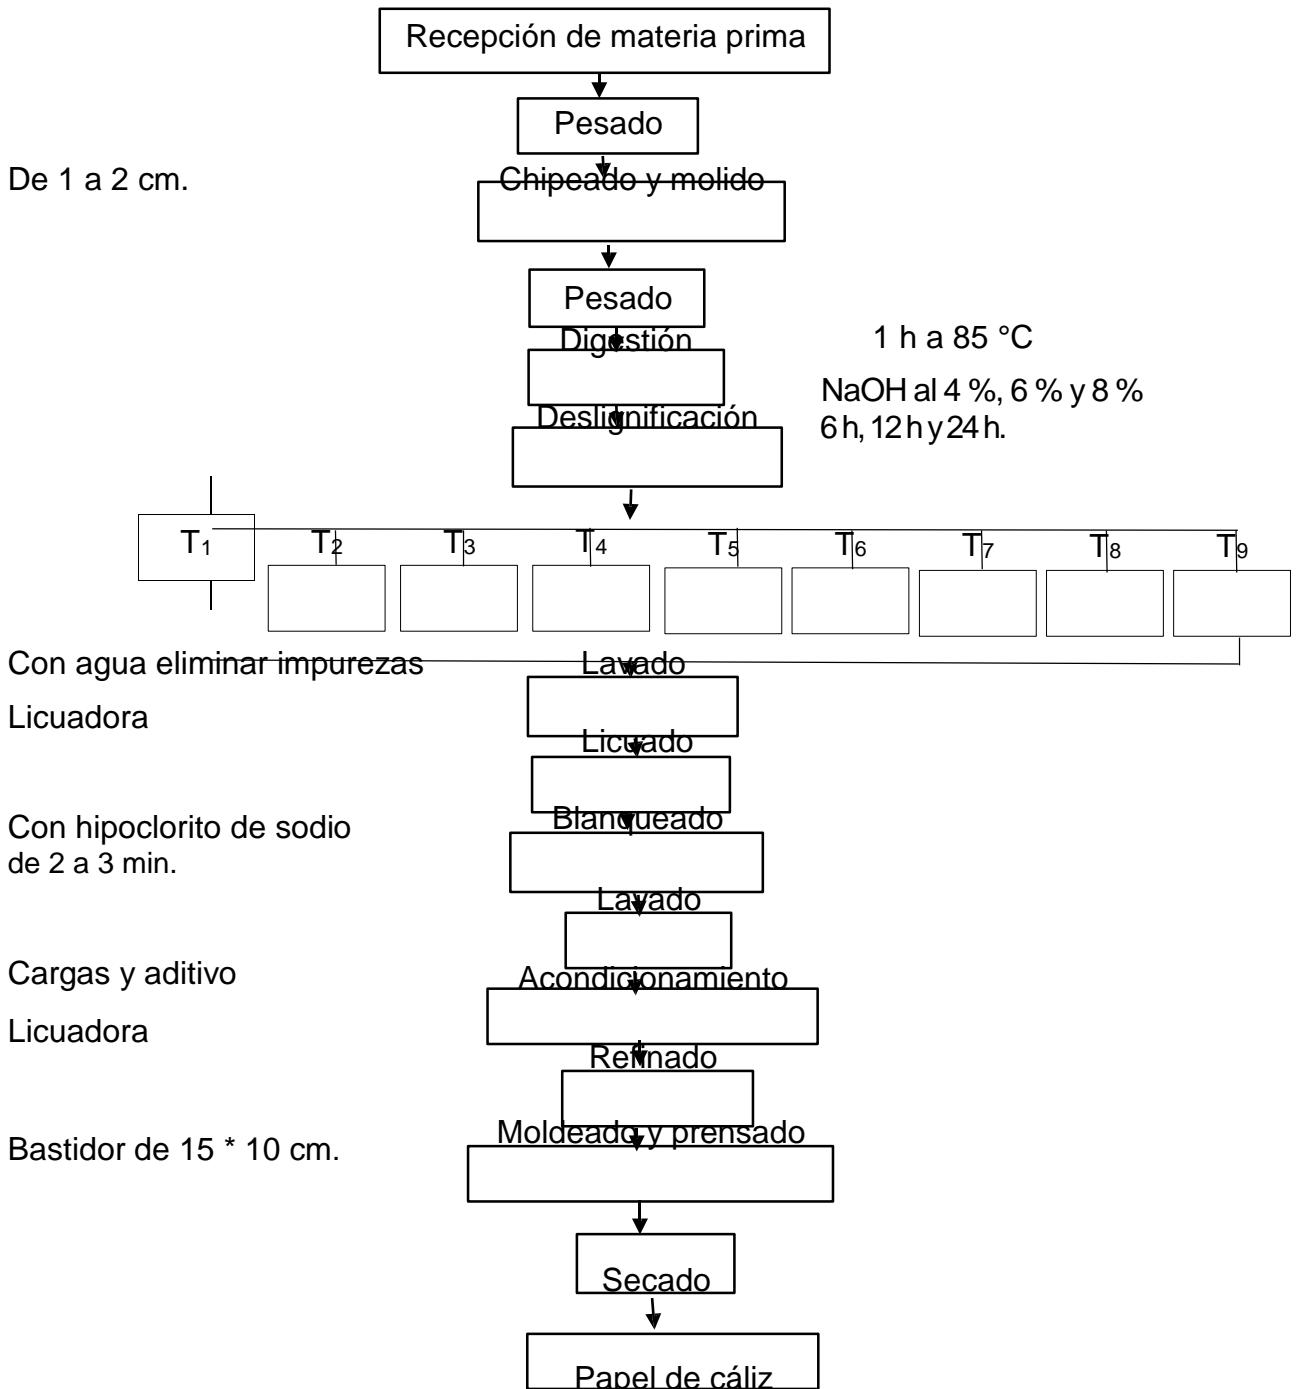 Recepción de materia prima
Pesado
De 1 a 2 cm.
Chipeado y molido
Pesado
Digestión
1 h a 85 °C
NaOH al 4 %, 6 % y 8 %
Deslignificación
6 h, 12 h y 24 h.
T1 T2 T3 T4 T5 T6 T7 T8 T9
Con agua eliminar impurezas
Lavado
Licuadora
Licuado
Con hipoclorito de sodio
de 2 a 3 min.
Blanqueado
Lavado
Cargas y aditivo
Acondicionamiento
Licuadora
Refinado
Moldeado y prensado
Bastidor de 15 * 10 cm.
Secado
Papel de cáliz